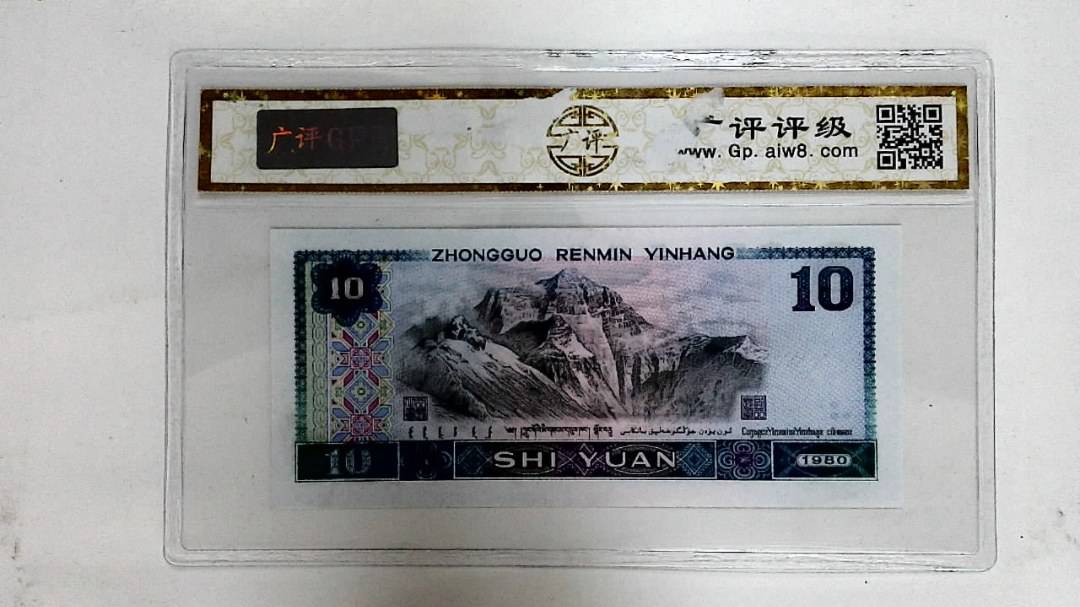 广评GP
广评
广评评级
www. Gp. aiw8. com
ZHONGGUO RENMIN YINHANG
10
10
10
SHI YUAN
1980